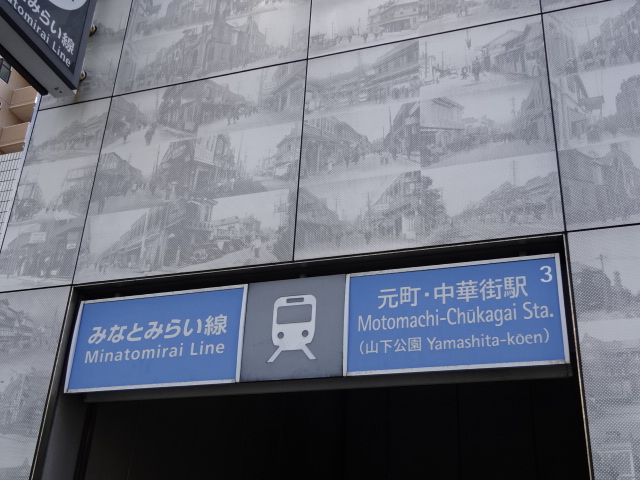 みらい線
Minatomirai Line
みなとみらい線
Minatomirai Line
元町・中華街駅 3
Motomachi-Chūkagai Sta.
(山下公園 Yamashita-koen)